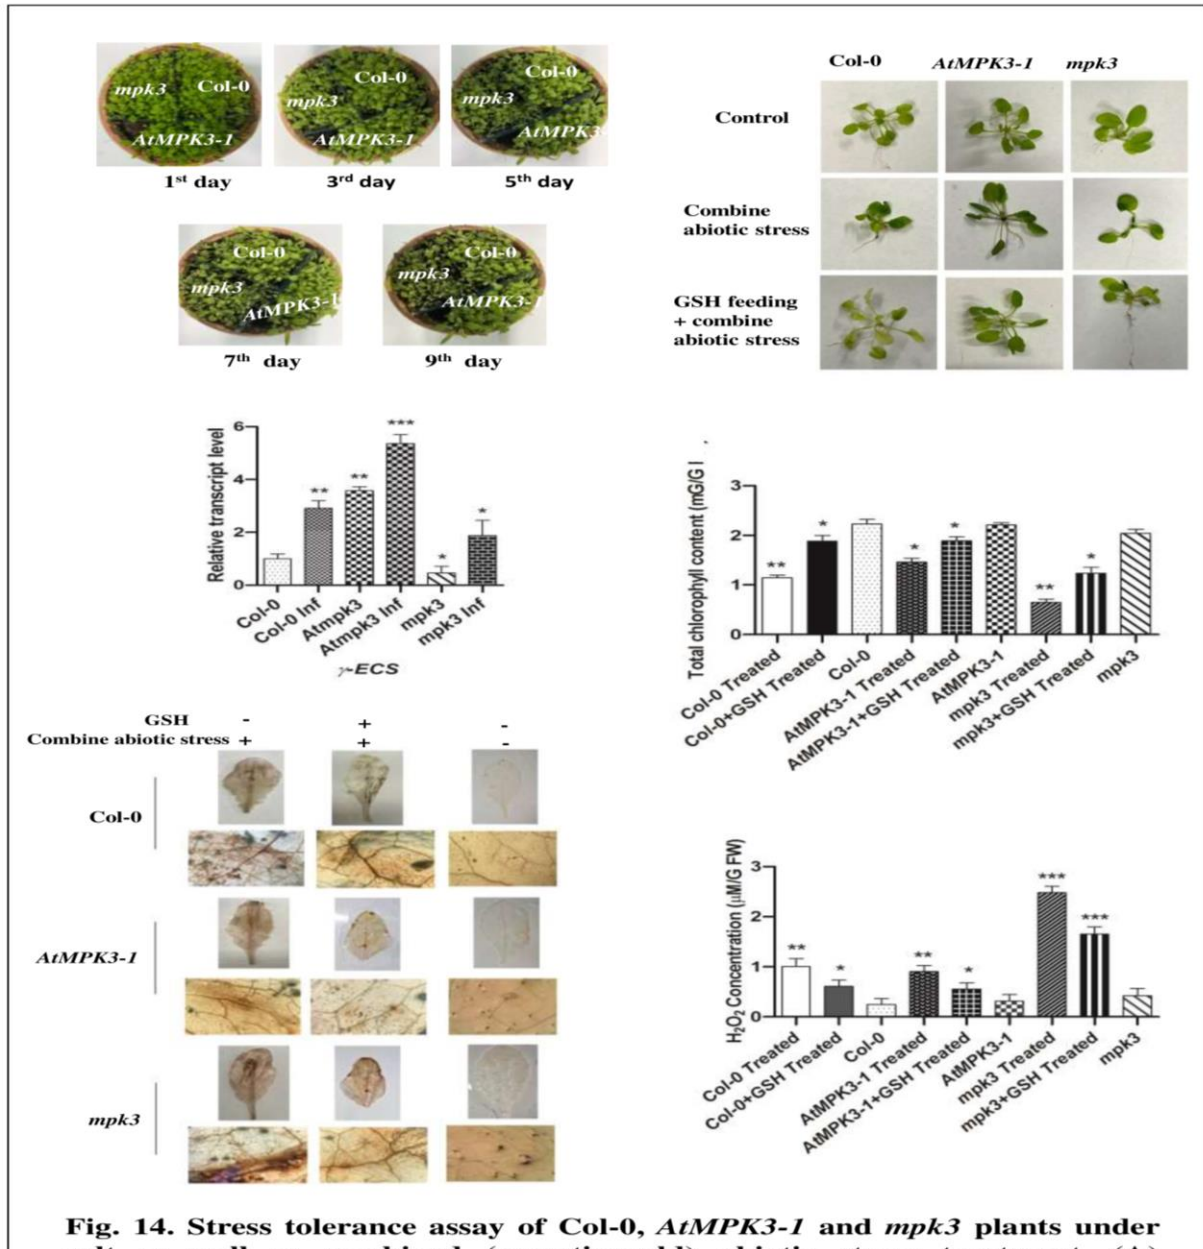 mpk3 Col-0 AtMPK3-1
1st day
mpk3 Col-0 AtMPK3-1
3rd day
mpk3 Col-0 AtMPK3-
5th day
mpk3 Col-0 AtMPK3-1
7th day
mpk3 Col-0 AtMPK3-1
9th day
Col-0 AtMPK3-1 mpk3
Control
Combine
abiotic stress
GSH feeding
+ combine
abiotic stress
Relative transcript level
6
4
2
0
** ** *** * *
Col-0
Col-0 Inf
Atmpk3
Atmpk3 Inf
mpk3
mpk3 Inf
γ-ECS
Total chlorophyll content (mG/G
3
2
1
0
** * * * ** *
Col-0 Treated
Col-0+GSH Treated
Col-0
AtMPK3-1 Treated
AtMPK3-1+GSH Treated
AtMPK3-1
mpk3 Treated
mpk3+GSH Treated
mpk3
GSH - + -
Combine abiotic stress + + -
Col-0
AtMPK3-1
mpk3
H2O2 Concentration (μM/G FW)
3
2
1
0
** * ** * *** ***
Col-0 Treated
Col-0+GSH Treated
Col-0
AtMPK3-1 Treated
AtMPK3-1+GSH Treated
AtMPK3-1
mpk3 Treated
mpk3+GSH Treated
mpk3
Fig. 14. Stress tolerance assay of Col-0, AtMPK3-1 and mpk3 plants under